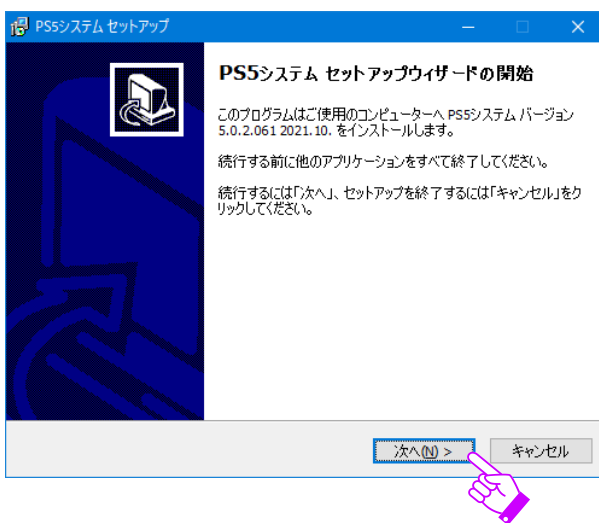 PS5システム セットアップ
PS5システム セットアップウィザードの開始
このプログラムはご使用のコンピューターへ PS5システム バージョン
5.0.2.061 2021.10. をインストールします。
続行する前に他のアプリケーションをすべて終了してください。
続行するには「次へ」、セットアップを終了するには「キャンセル」をク
リックしてください。
次へ(N) >
キャンセル